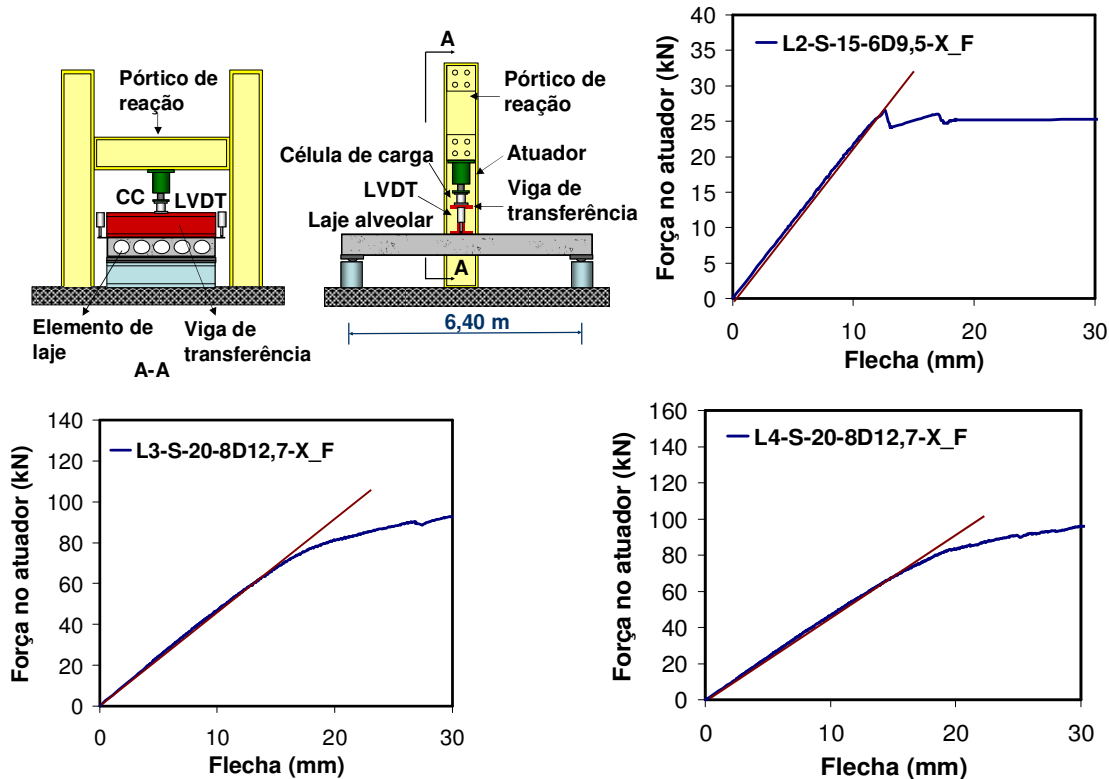 Pórtico de
reação
CC
LVDT
Elemento de
laje
Viga de
transferência
A-A
A
Pórtico de
reação
Célula de carga
Atuador
LVDT
Viga de
transferência
Laje alveolar
A
6,40 m
L2-S-15-6D9,5-X_F
Força no atuador (kN)
40
35
30
25
20
15
10
5
0
0 10 20 30
Flecha (mm)
L3-S-20-8D12,7-X_F
Força no atuador (kN)
140
120
100
80
60
40
20
0
0 10 20 30
Flecha (mm)
L4-S-20-8D12,7-X_F
Força no atuador (kN)
160
140
120
100
80
60
40
20
0
0 10 20 30
Flecha (mm)